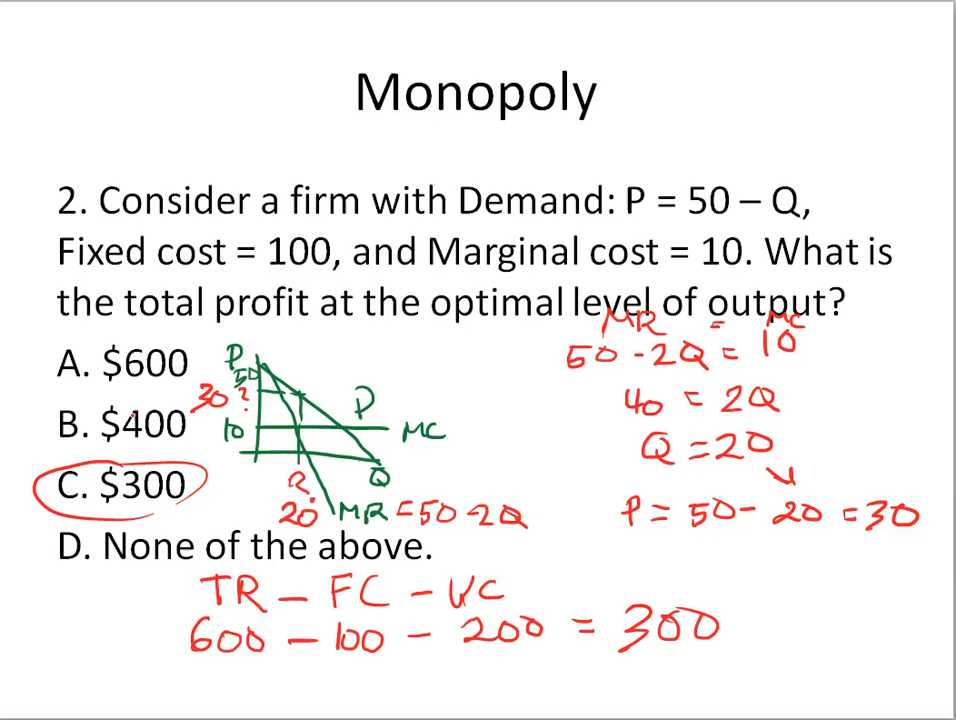 Monopoly
2. Consider a firm with Demand: P = 50 – Q,
Fixed cost = 100, and Marginal cost = 10. What is
the total profit at the optimal level of output?
MR = MC
50 - 2Q = 10
40 = 2Q
Q = 20
P = 50 - 20 = 30
A. $600
B. $400
C. $300
D. None of the above.
P
50
30 ?
10
D
MC
Q
?
20
MR = 50 - 2Q
TR - FC - VC
600 - 100 - 200 = 300